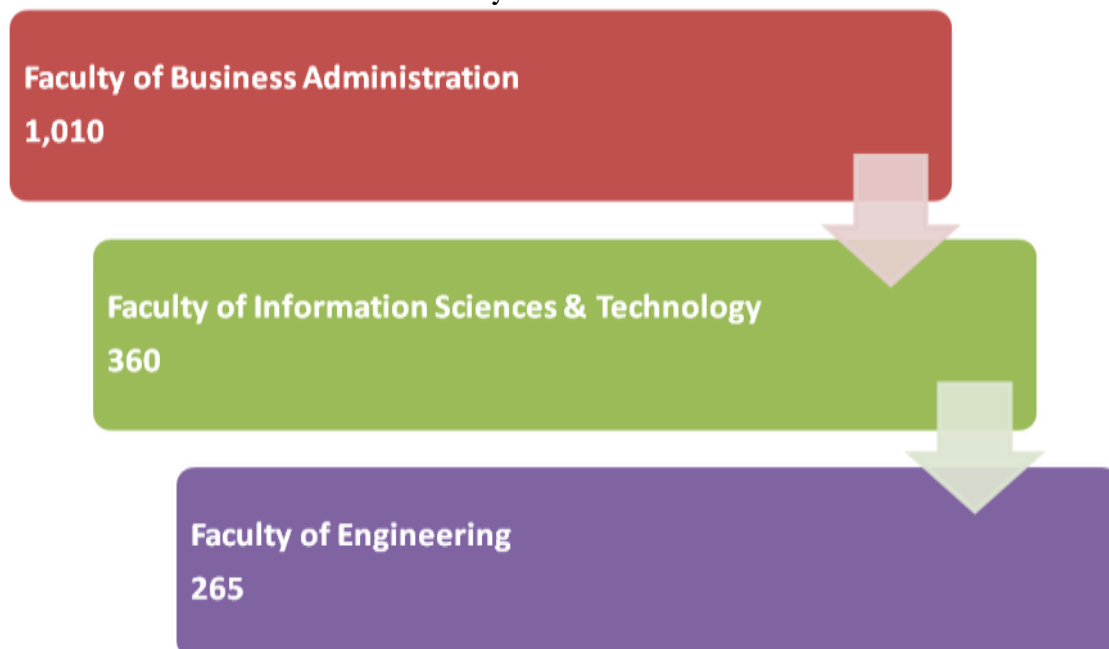 Faculty of Business Administration
1,010
Faculty of Information Sciences & Technology
360
Faculty of Engineering
265